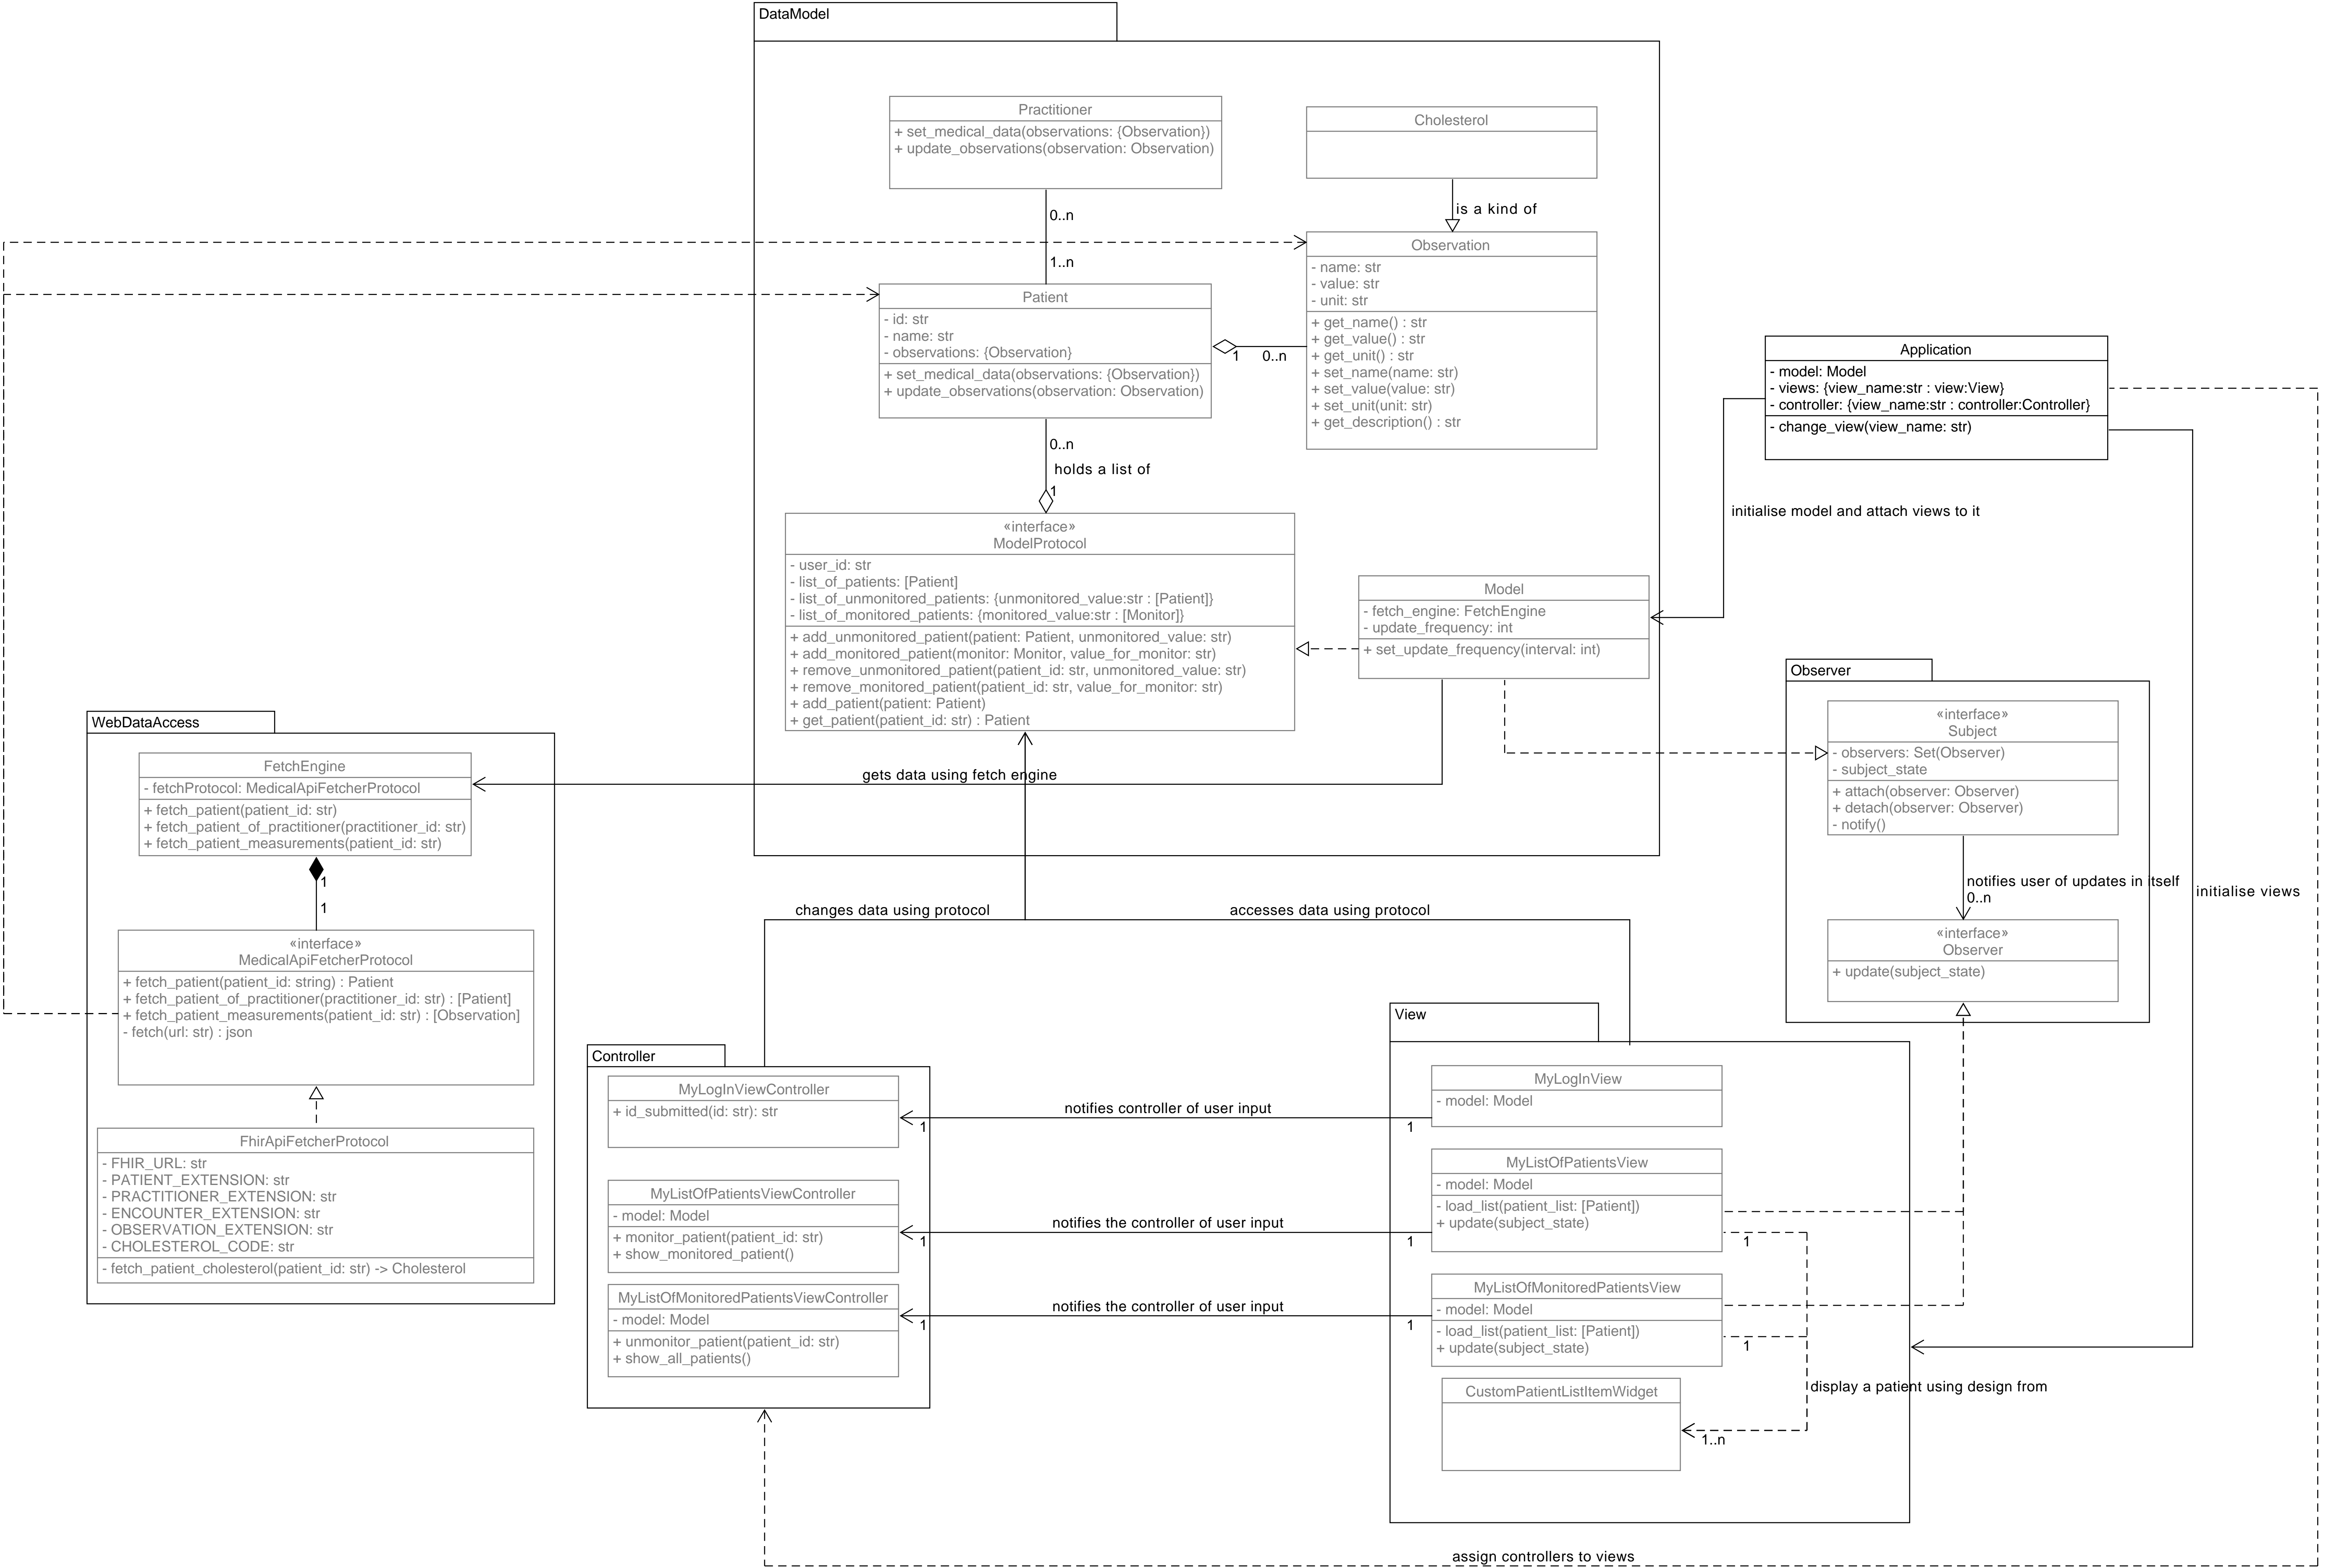 DataModel
Practitioner
+ set_medical_data(observations: {Observation})
+ update_observations(observation: Observation)
Cholesterol
0..n
is a kind of
1..n
Observation
- name: str
- value: str
- unit: str
+ get_name() : str
+ get_value() : str
+ get_unit() : str
+ set_name(name: str)
+ set_value(value: str)
+ set_unit(unit: str)
+ get_description() : str
Patient
- id: str
- name: str
- observations: {Observation}
+ set_medical_data(observations: {Observation})
+ update_observations(observation: Observation)
1
0..n
Application
- model: Model
- views: {view_name:str : view:View}
- controller: {view_name:str : controller:Controller}
- change_view(view_name: str)
0..n
holds a list of
1
initialise model and attach views to it
«interface»
ModelProtocol
- user_id: str
- list_of_patients: [Patient]
- list_of_unmonitored_patients: {unmonitored_value:str : [Patient]}
- list_of_monitored_patients: {monitored_value:str : [Monitor]}
+ add_unmonitored_patient(patient: Patient, unmonitored_value: str)
+ add_monitored_patient(monitor: Monitor, value_for_monitor: str)
+ remove_unmonitored_patient(patient_id: str, unmonitored_value: str)
+ remove_monitored_patient(patient_id: str, value_for_monitor: str)
+ add_patient(patient: Patient)
+ get_patient(patient_id: str) : Patient
Model
- fetch_engine: FetchEngine
- update_frequency: int
+ set_update_frequency(interval: int)
Observer
«interface»
Subject
- observers: Set(Observer)
- subject_state
+ attach(observer: Observer)
+ detach(observer: Observer)
- notify()
notifies user of updates in itself
0..n
initialise views
«interface»
Observer
+ update(subject_state)
WebDataAccess
FetchEngine
- fetchProtocol: MedicalApiFetcherProtocol
+ fetch_patient(patient_id: str)
+ fetch_patient_of_practitioner(practitioner_id: str)
+ fetch_patient_measurements(patient_id: str)
gets data using fetch engine
1
1
«interface»
MedicalApiFetcherProtocol
+ fetch_patient(patient_id: string) : Patient
+ fetch_patient_of_practitioner(practitioner_id: str) : [Patient]
+ fetch_patient_measurements(patient_id: str) : [Observation]
- fetch(url: str) : json
FhirApiFetcherProtocol
- FHIR_URL: str
- PATIENT_EXTENSION: str
- PRACTITIONER_EXTENSION: str
- ENCOUNTER_EXTENSION: str
- OBSERVATION_EXTENSION: str
- CHOLESTEROL_CODE: str
- fetch_patient_cholesterol(patient_id: str) -> Cholesterol
changes data using protocol
accesses data using protocol
Controller
MyLogInViewController
+ id_submitted(id: str): str
MyListOfPatientsViewController
- model: Model
+ monitor_patient(patient_id: str)
+ show_monitored_patient()
MyListOfMonitoredPatientsViewController
- model: Model
+ unmonitor_patient(patient_id: str)
+ show_all_patients()
notifies controller of user input
1
1
notifies the controller of user input
1
1
notifies the controller of user input
1
1
View
MyLogInView
- model: Model
MyListOfPatientsView
- model: Model
- load_list(patient_list: [Patient])
+ update(subject_state)
1
MyListOfMonitoredPatientsView
- model: Model
- load_list(patient_list: [Patient])
+ update(subject_state)
1
display a patient using design from
CustomPatientListItemWidget
1..n
assign controllers to views